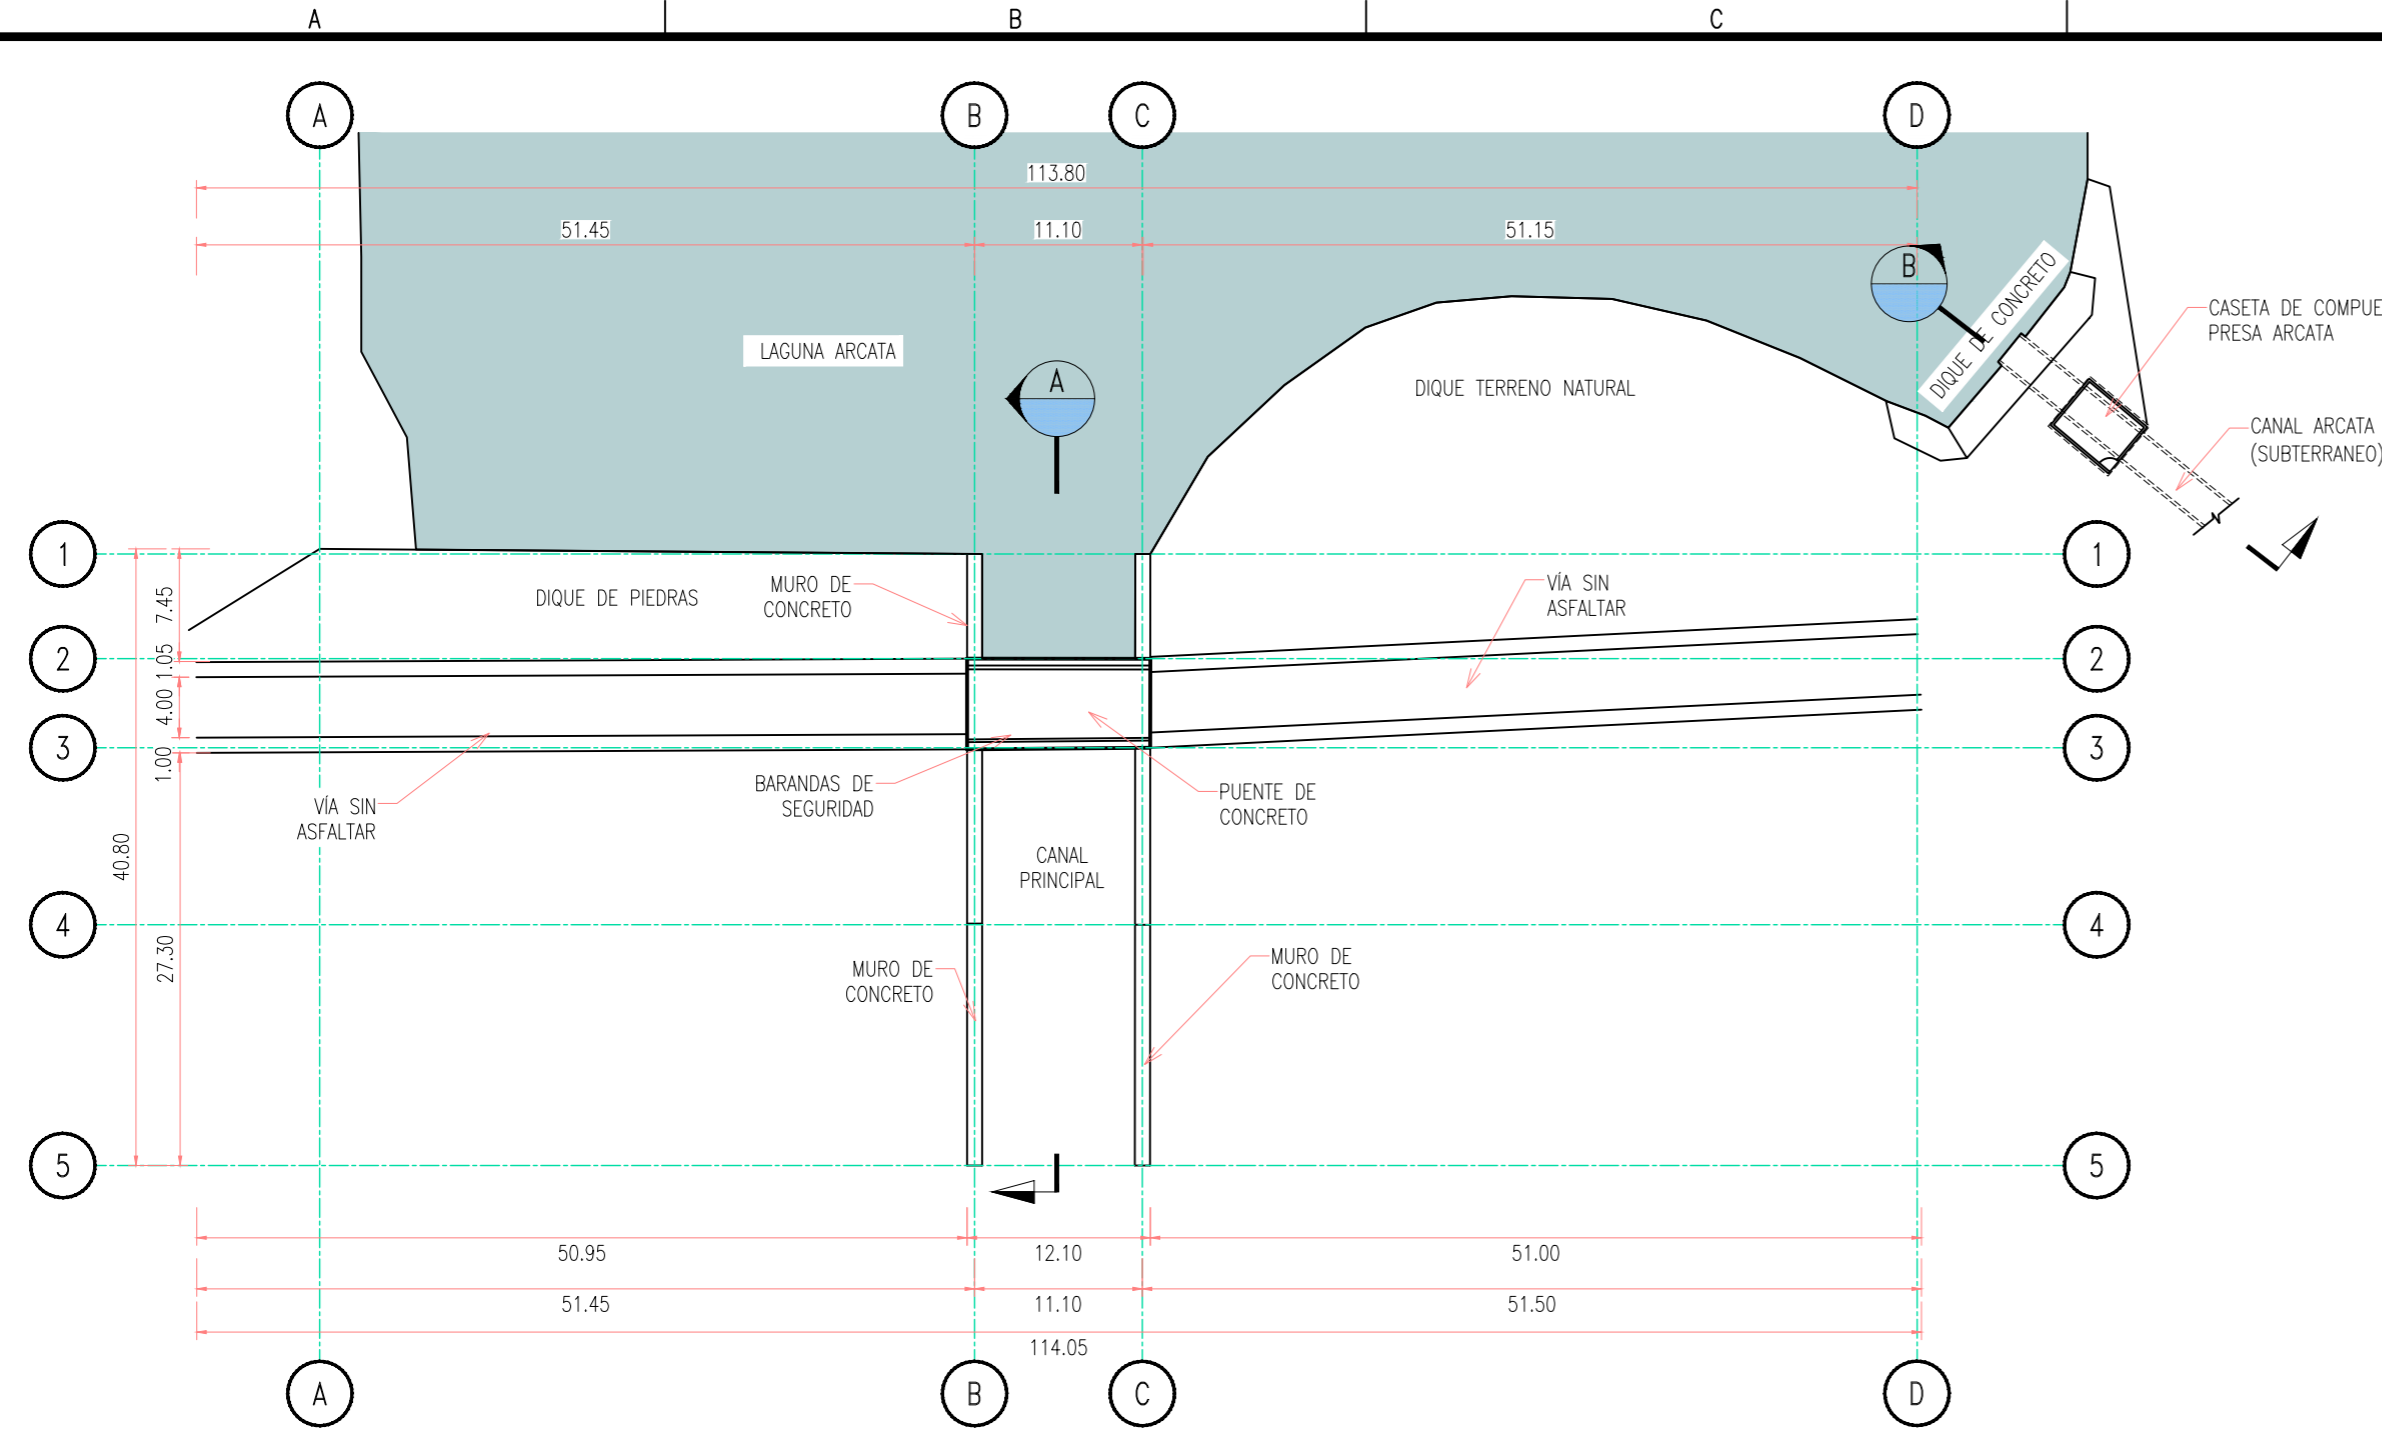 A
B
C
A
B
C
D
113.80
51.45
11.10
51.15
B
DIQUE DE CONCRETO
CASETA DE COMPUE
PRESA ARCATA
LAGUNA ARCATA
A
DIQUE TERRENO NATURAL
CANAL ARCATA
(SUBTERRANEO)
1
1
7.45
DIQUE DE PIEDRAS
MURO DE
CONCRETO
VÍA SIN
ASFALTAR
2
1.05
2
4.00
3
1.00
3
VÍA SIN
ASFALTAR
BARANDAS DE
SEGURIDAD
PUENTE DE
CONCRETO
40.80
CANAL
PRINCIPAL
4
4
27.30
MURO DE
CONCRETO
MURO DE
CONCRETO
5
5
50.95
12.10
51.00
51.45
11.10
51.50
114.05
A
B
C
D